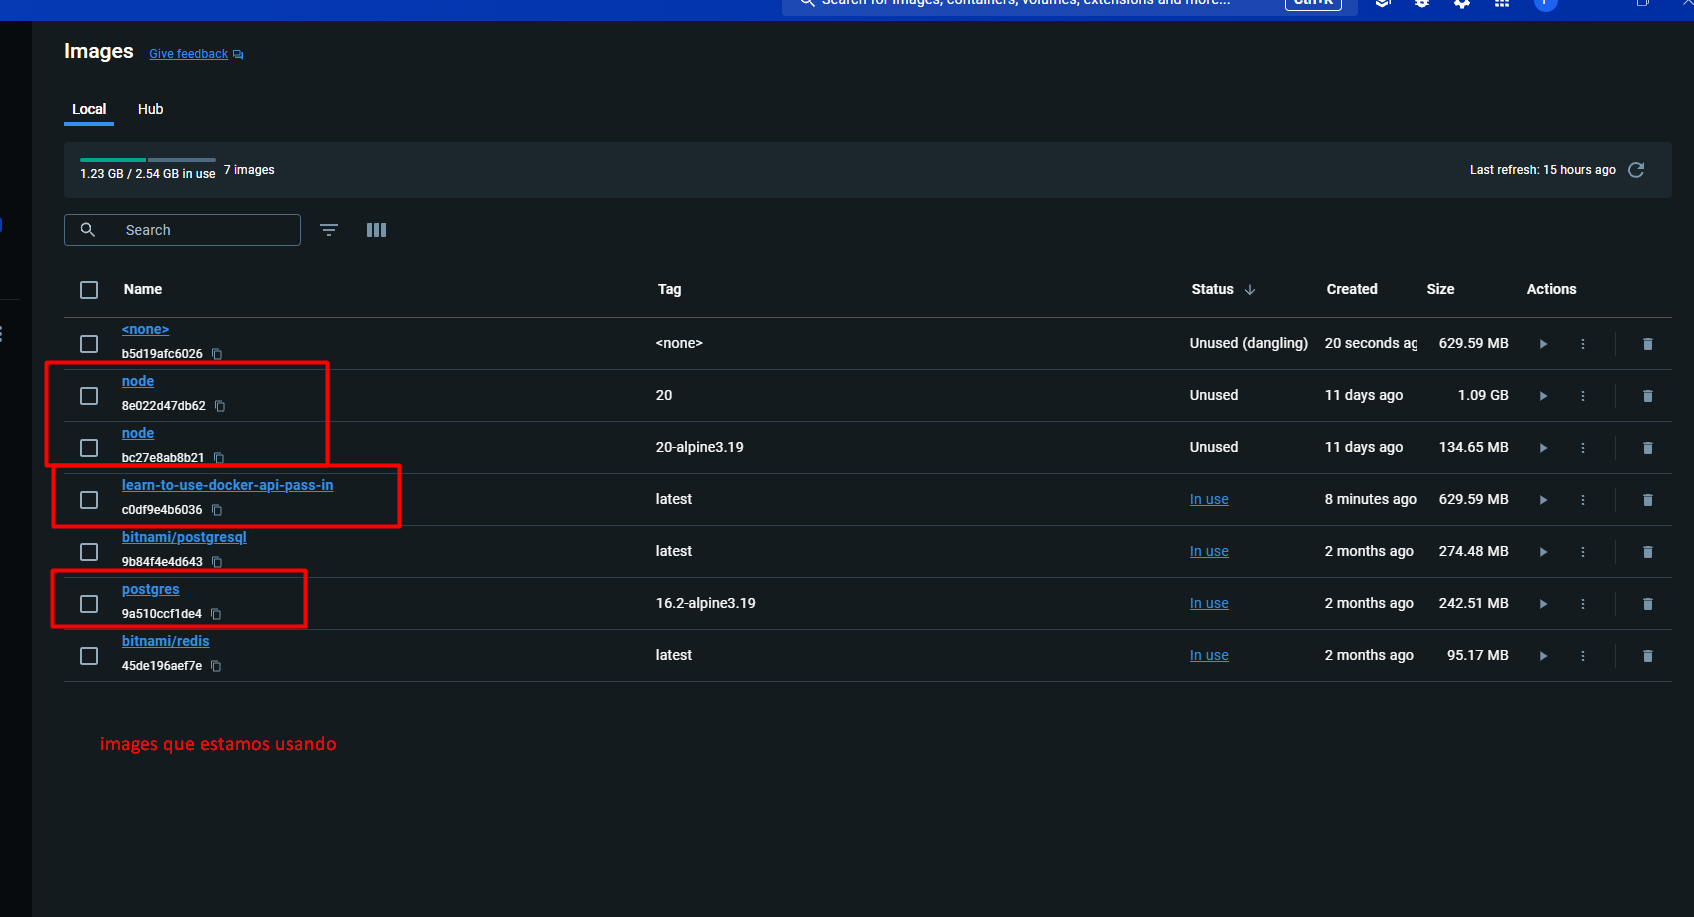 Search for images, containers, volumes, extensions and more... Ctrl+K
Images Give feedback
Local Hub
1.23 GB / 2.54 GB in use 7 images Last refresh: 15 hours ago
Search
Name Tag Status Created Size Actions
<none>
b5d19afc6026 <none> Unused (dangling) 20 seconds ag 629.59 MB
node
8e022d47db62 20 Unused 11 days ago 1.09 GB
node
bc27e8ab8b21 20-alpine3.19 Unused 11 days ago 134.65 MB
learn-to-use-docker-api-pass-in
c0df9e4b6036 latest In use 8 minutes ago 629.59 MB
bitnami/postgresql
9b84f4e4d643 latest In use 2 months ago 274.48 MB
postgres
9a510ccf1de4 16.2-alpine3.19 In use 2 months ago 242.51 MB
bitnami/redis
45de196aef7e latest In use 2 months ago 95.17 MB
images que estamos usando